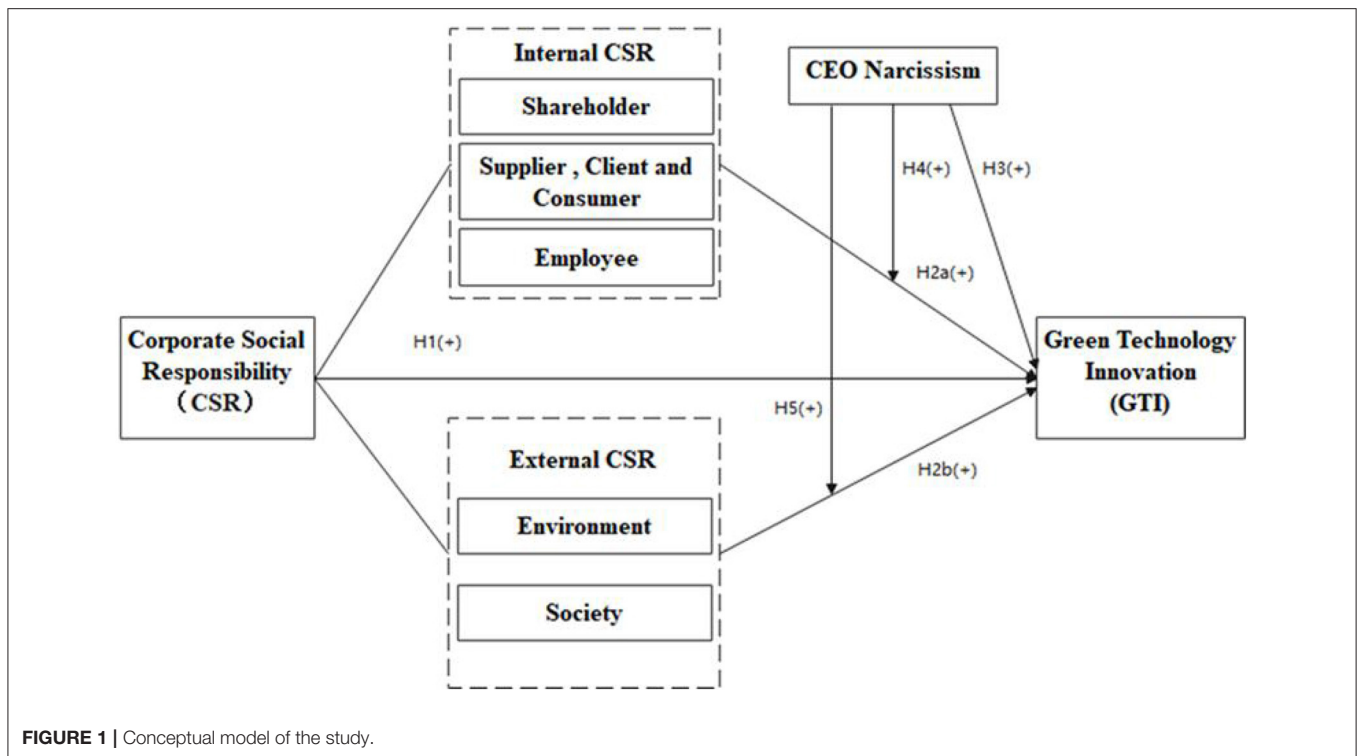 Internal CSR
Shareholder
Supplier , Client and
Consumer
Employee
CEO Narcissism
H4(+)
H3(+)
H2a(+)
Corporate Social
Responsibility
（CSR）
H1(+)
Green Technology
Innovation
(GTI)
H5(+)
External CSR
Environment
Society
H2b(+)
FIGURE 1 | Conceptual model of the study.